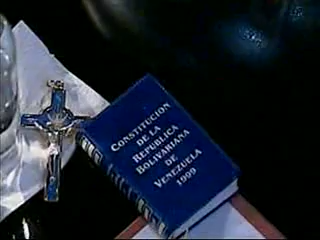 CONSTITUCION
DE LA
REPUBLICA
BOLIVARIANA
DE
VENEZUELA
1999